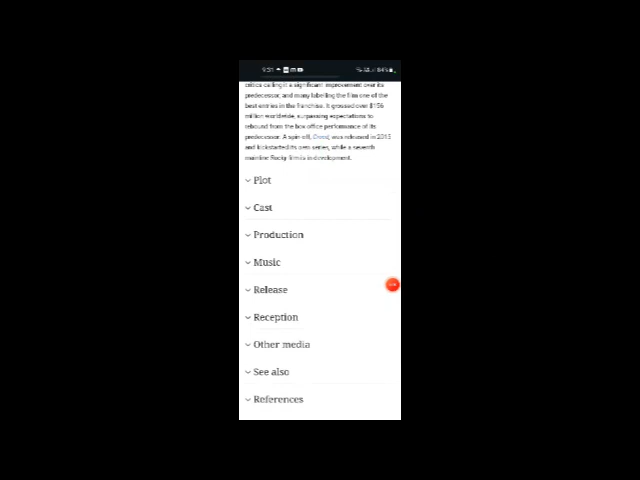 9:51
critics calling it a significant improvement over its
predecessor, and many labelling the film one of the
best entries in the franchise. It grossed over $156
million worldwide, surpassing expectations to
rebound from the box office performance of its
predecessor. A spin-off, Creed, was released in 2015
and kickstarted its own series, while a seventh
mainline Rocky film is in development.
Plot
Cast
Production
Music
Release
Reception
Other media
See also
References